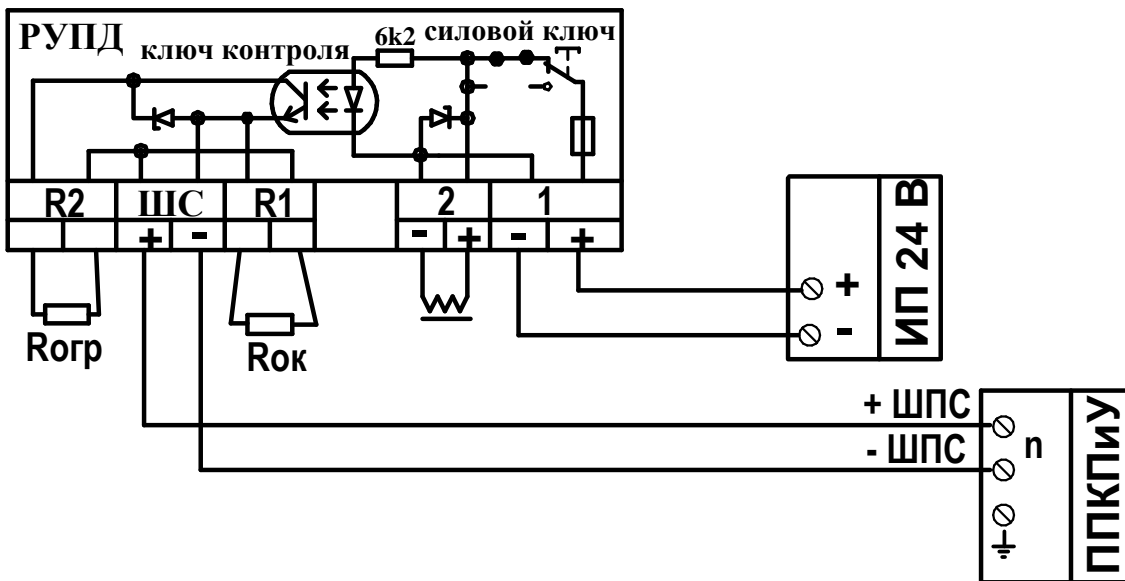 РУПД
ключ контроля
6k2
силовой ключ
R2
ШС
R1
2
1
+ -
- + - +
Rогр
Rок
+
-
ИП 24 В
+ ШПС
- ШПС
n
ППКПиУ